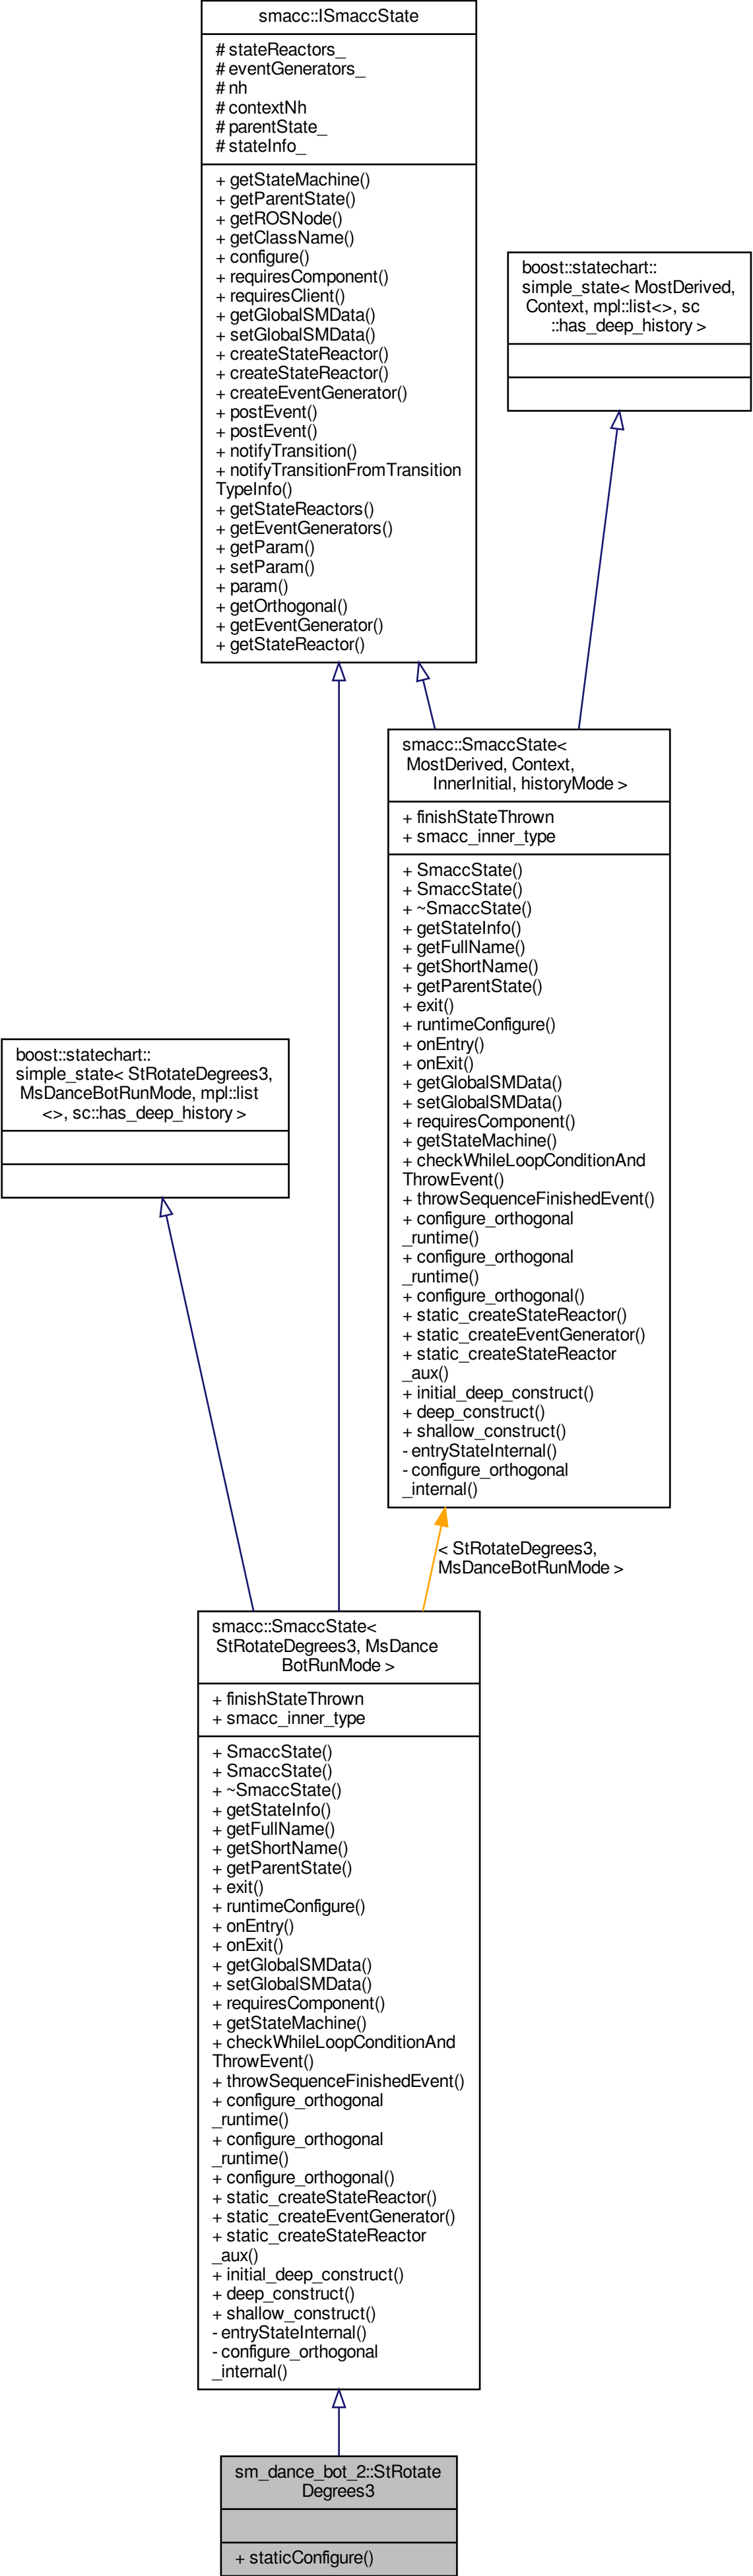 smacc::ISmaccState
# stateReactors_
# eventGenerators_
# nh
# contextNh
# parentState_
# stateInfo_
+ getStateMachine()
+ getParentState()
+ getROSNode()
+ getClassName()
+ configure()
+ requiresComponent()
+ requiresClient()
+ getGlobalSMData()
+ setGlobalSMData()
+ createStateReactor()
+ createStateReactor()
+ createEventGenerator()
+ postEvent()
+ postEvent()
+ notifyTransition()
+ notifyTransitionFromTransition
TypeInfo()
+ getStateReactors()
+ getEventGenerators()
+ getParam()
+ setParam()
+ param()
+ getOrthogonal()
+ getEventGenerator()
+ getStateReactor()
boost::statechart::
simple_state< MostDerived,
Context, mpl::list<>, sc
::has_deep_history >
smacc::SmaccState<
MostDerived, Context,
InnerInitial, historyMode >
+ finishStateThrown
+ smacc_inner_type
+ SmaccState()
+ SmaccState()
+ ~SmaccState()
+ getStateInfo()
+ getFullName()
+ getShortName()
+ getParentState()
+ exit()
+ runtimeConfigure()
+ onEntry()
+ onExit()
+ getGlobalSMData()
+ setGlobalSMData()
+ requiresComponent()
+ getStateMachine()
+ checkWhileLoopConditionAnd
ThrowEvent()
+ throwSequenceFinishedEvent()
+ configure_orthogonal
_runtime()
+ configure_orthogonal
_runtime()
+ configure_orthogonal()
+ static_createStateReactor()
+ static_createEventGenerator()
+ static_createStateReactor
_aux()
+ initial_deep_construct()
+ deep_construct()
+ shallow_construct()
- entryStateInternal()
- configure_orthogonal
_internal()
boost::statechart::
simple_state< StRotateDegrees3,
MsDanceBotRunMode, mpl::list
<>, sc::has_deep_history >
< StRotateDegrees3,
MsDanceBotRunMode >
smacc::SmaccState<
StRotateDegrees3, MsDance
BotRunMode >
+ finishStateThrown
+ smacc_inner_type
+ SmaccState()
+ SmaccState()
+ ~SmaccState()
+ getStateInfo()
+ getFullName()
+ getShortName()
+ getParentState()
+ exit()
+ runtimeConfigure()
+ onEntry()
+ onExit()
+ getGlobalSMData()
+ setGlobalSMData()
+ requiresComponent()
+ getStateMachine()
+ checkWhileLoopConditionAnd
ThrowEvent()
+ throwSequenceFinishedEvent()
+ configure_orthogonal
_runtime()
+ configure_orthogonal
_runtime()
+ configure_orthogonal()
+ static_createStateReactor()
+ static_createEventGenerator()
+ static_createStateReactor
_aux()
+ initial_deep_construct()
+ deep_construct()
+ shallow_construct()
- entryStateInternal()
- configure_orthogonal
_internal()
sm_dance_bot_2::StRotate
Degrees3
+ staticConfigure()